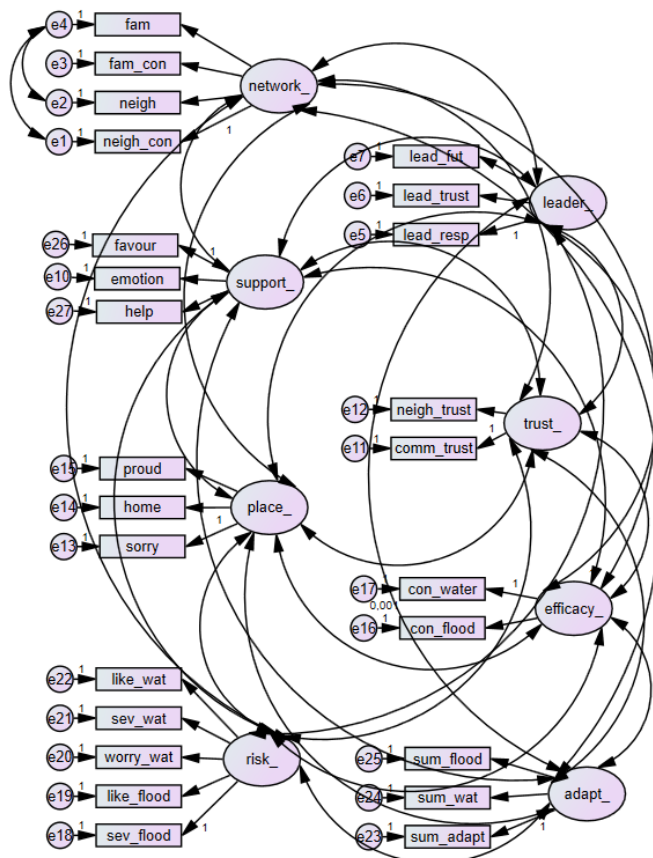 e4 1 fam
e3 1 fam_con
e2 1 neigh
e1 1 neigh_con
1
network_
e7 1 lead_fut
e6 1 lead_trust
e5 1 lead_resp
1
leader_
e26 1 favour
e10 1 emotion
e27 1 help
1
support_
e12 1 neigh_trust
e11 1 comm_trust
1
trust_
e15 1 proud
e14 1 home
e13 1 sorry
1
place_
e17 1 con_water
0,001
e16 1 con_flood
1
efficacy_
e22 1 like_wat
e21 1 sev_wat
e20 1 worry_wat
e19 1 like_flood
e18 1 sev_flood
1
risk_
e25 1 sum_flood
e24 1 sum_wat
e23 1 sum_adapt
1
adapt_